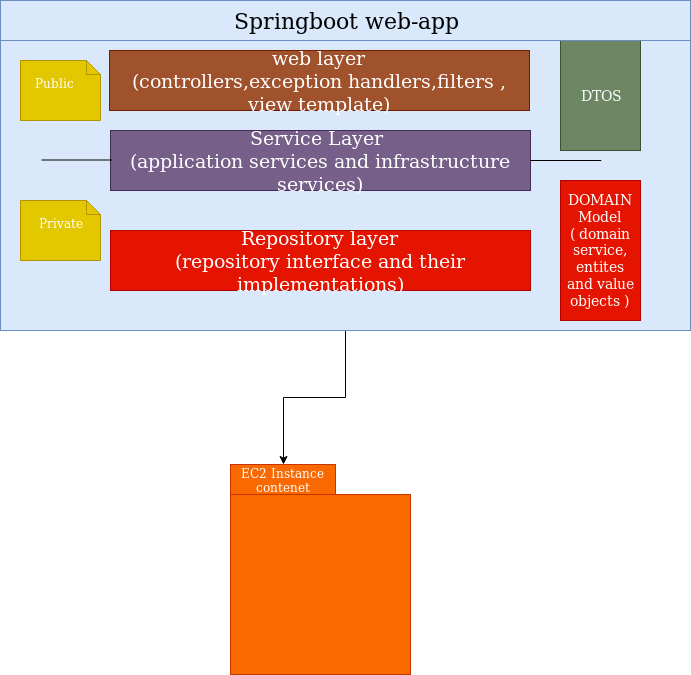 Springboot web-app
web layer
(controllers,exception handlers,filters ,
view template)
Public
DTOS
Service Layer
(application services and infrastructure
services)
Private
DOMAIN
Model
( domain
service,
entites
and value
objects )
Repository layer
(repository interface and their
implementations)
EC2 Instance
contenet